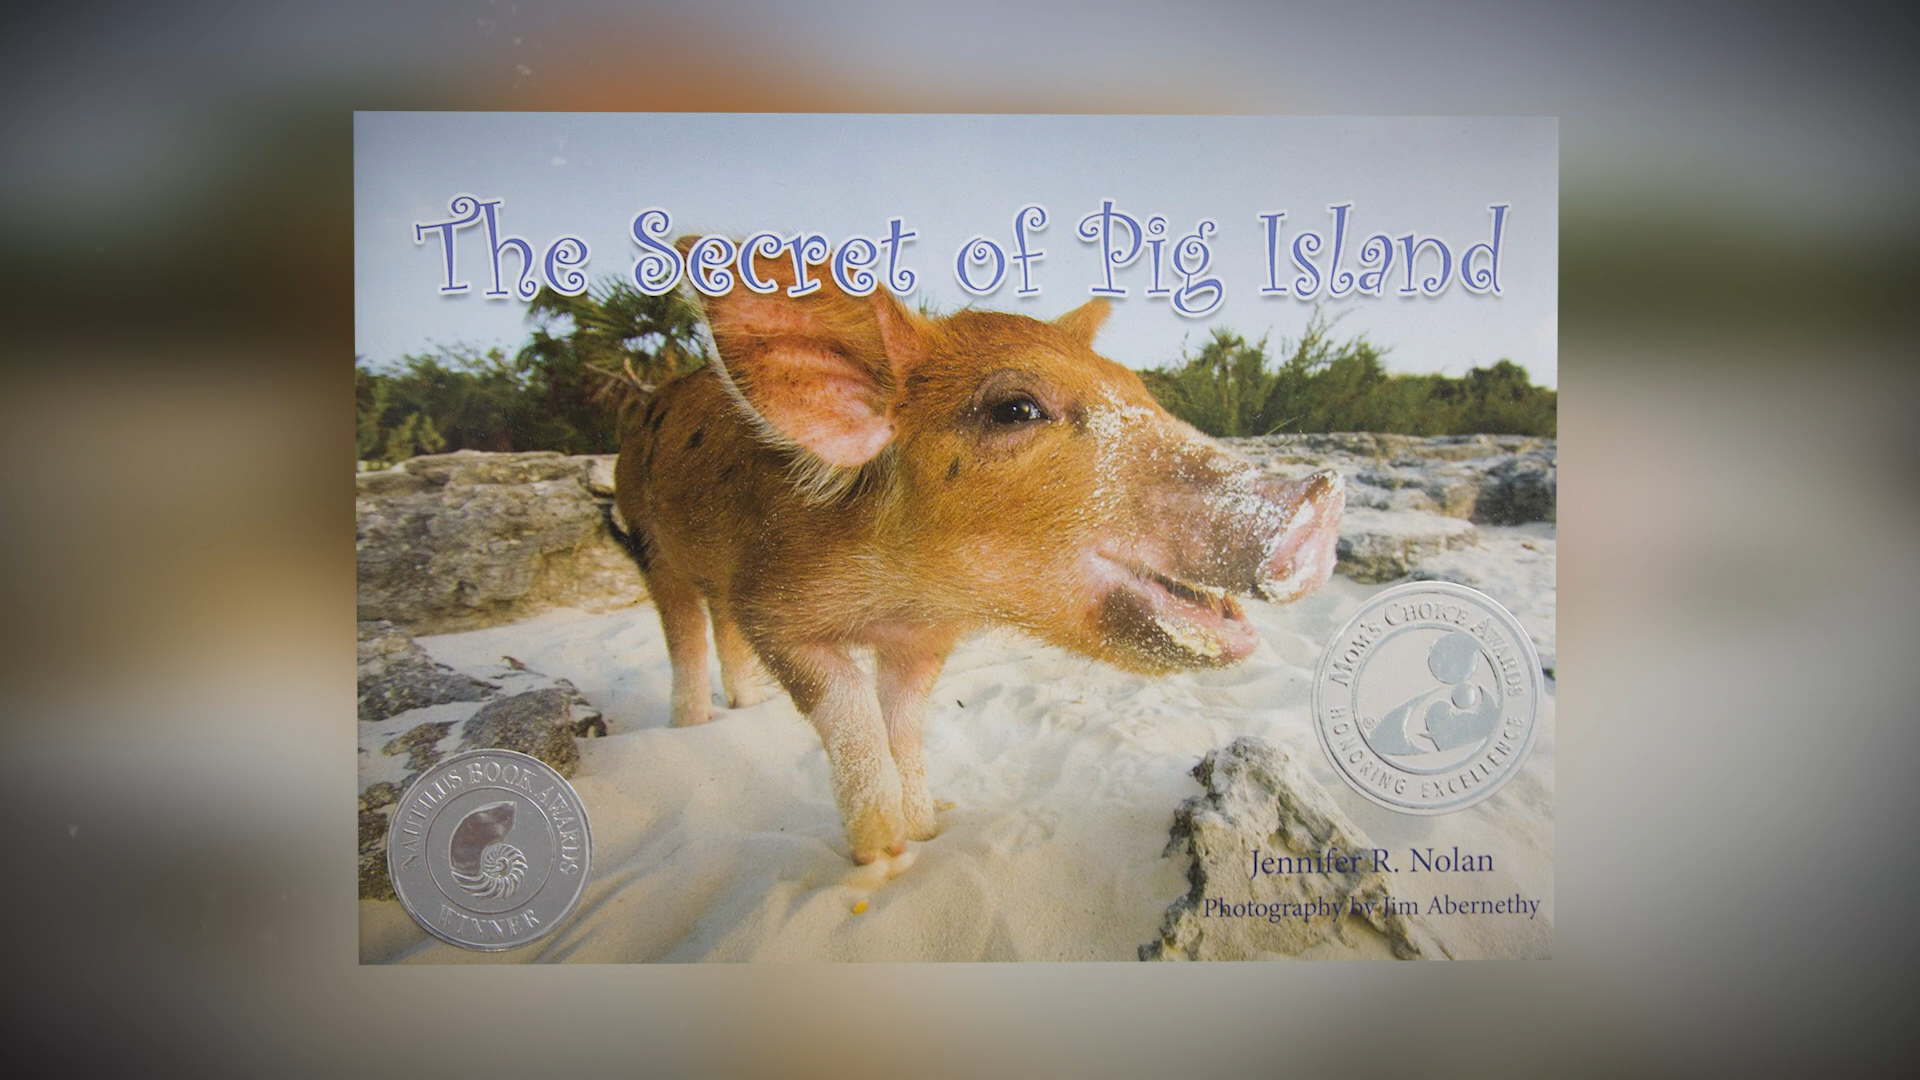 The Secret of Pig Island
MOM'S CHOICE AWARDS
HONORING EXCELLENCE
®
NAUTILUS BOOK AWARDS
WINNER
Jennifer R. Nolan
Photography by Jim Abernethy